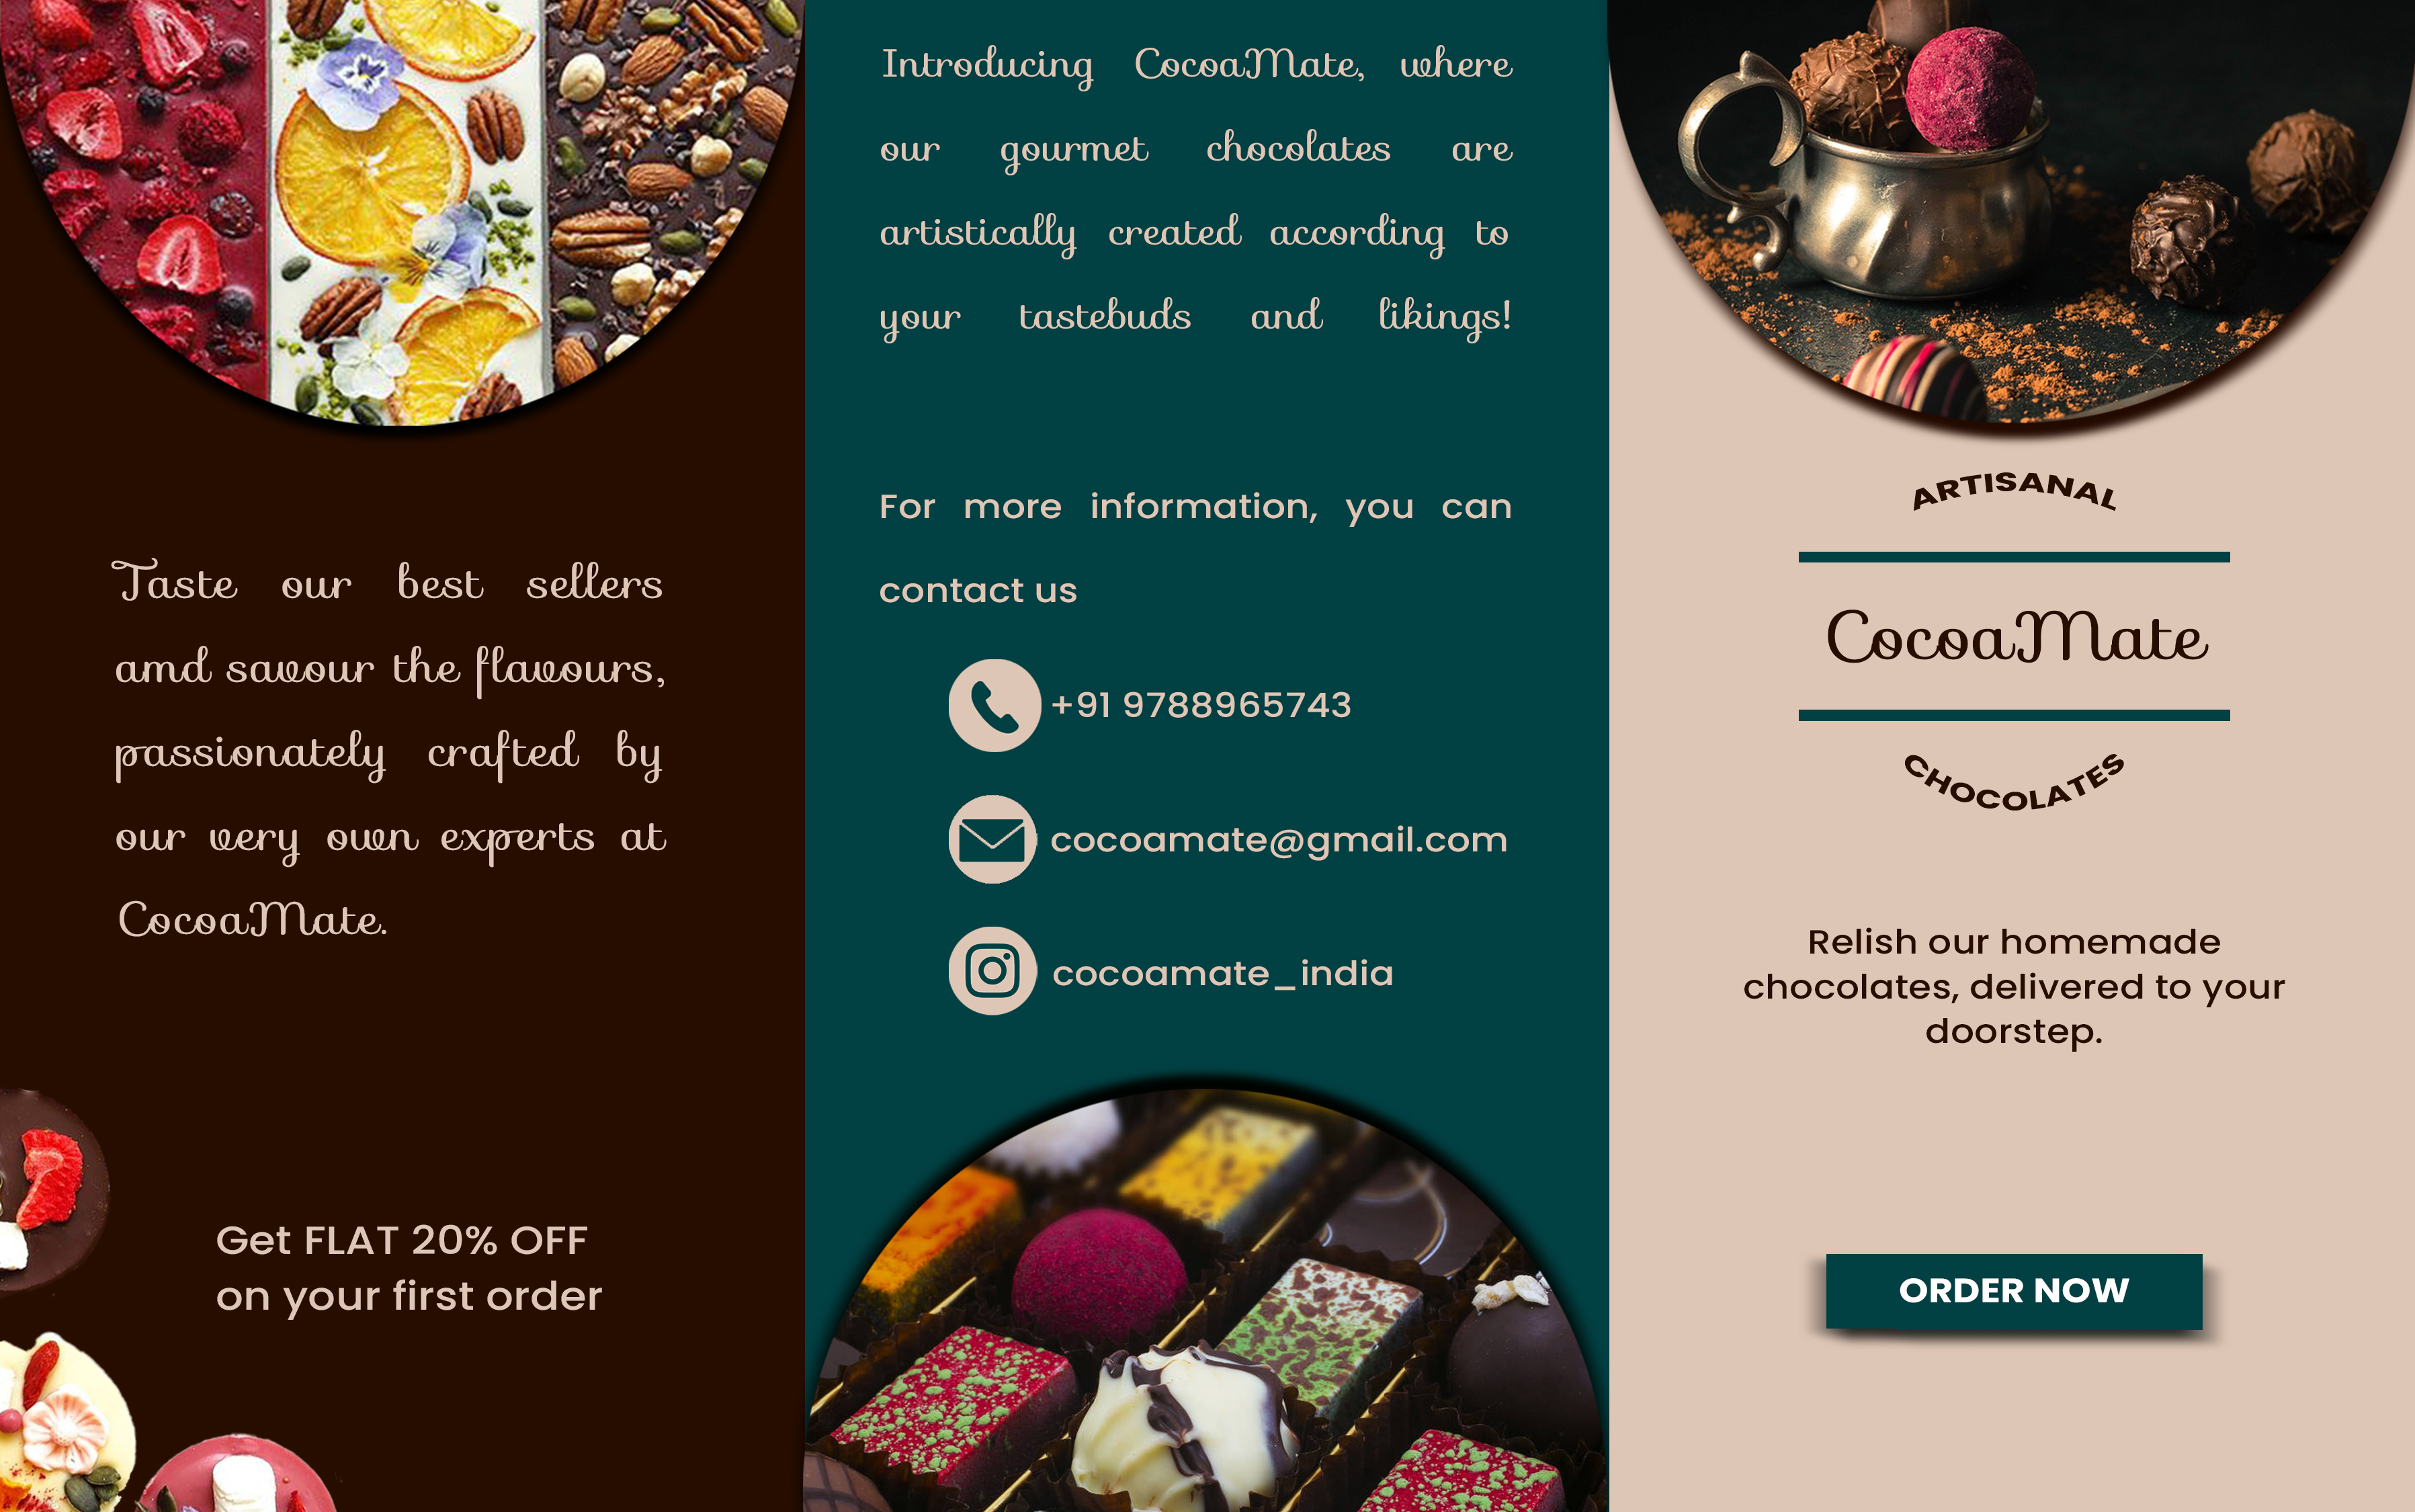 Taste our best sellers
amd savour the flavours,
passionately crafted by
our very own experts at
CocoaMate.
Get FLAT 20% OFF
on your first order
Introducing CocoaMate, where
our gourmet chocolates are
artistically created according to
your tastebuds and likings!
For more information, you can
contact us
+91 9788965743
cocoamate@gmail.com
cocoamate_india
ARTISANAL
CocoaMate
CHOCOLATES
Relish our homemade
chocolates, delivered to your
doorstep.
ORDER NOW